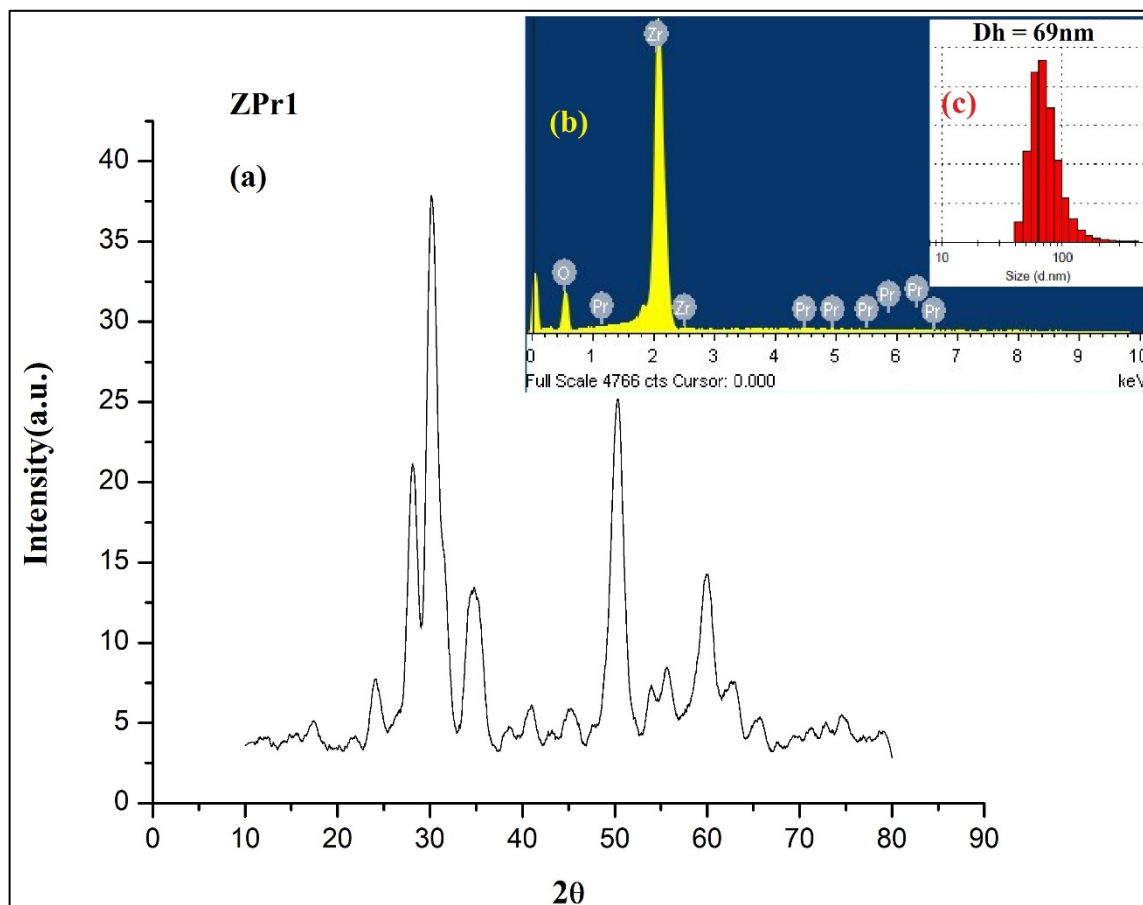 ZPr1
(a)
Intensity(a.u.)
40
35
30
25
20
15
10
5
0
0 10 20 30 40 50 60 70 80 90
2θ
(b)
Zr
O
Pr
Zr
Pr
Pr
Pr
Pr
Pr
Pr
0 1 2 3 4 5 6 7 8 9 10
Full Scale 4766 cts Cursor: 0.000
keV
Dh = 69nm
(c)
10 100
Size (d.nm)